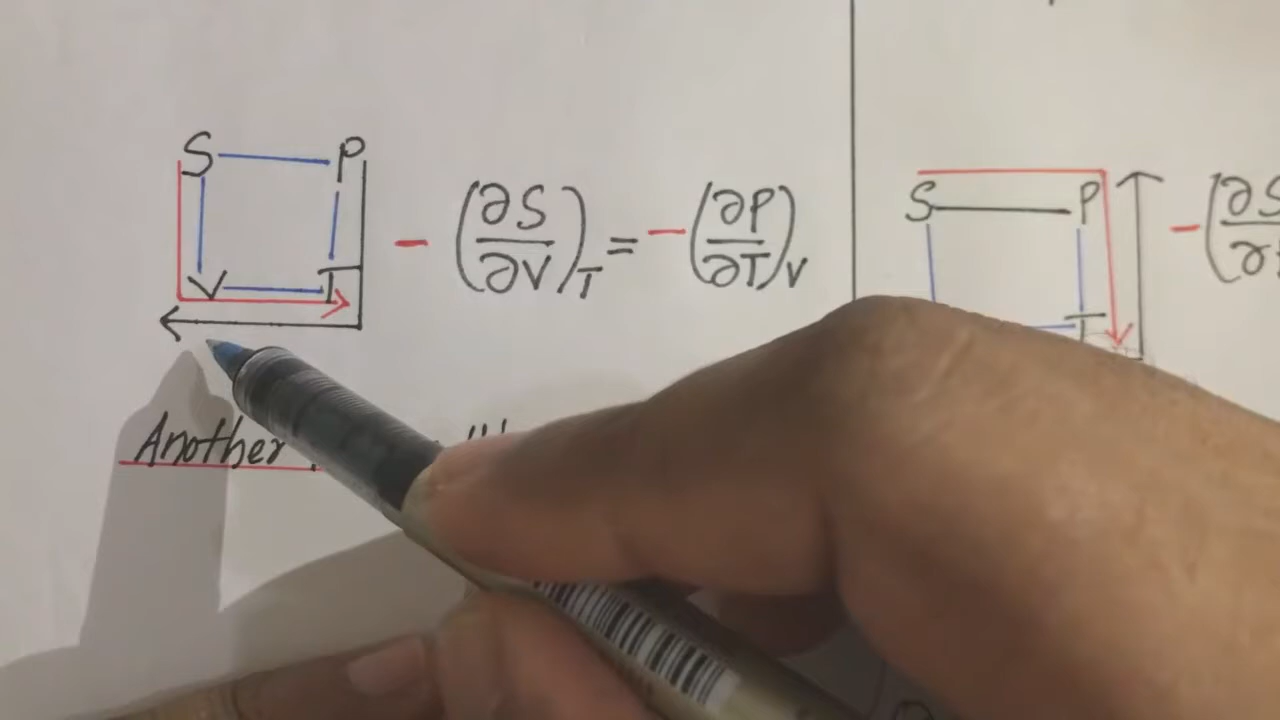 S P
V T
- (∂S/∂V)_T = - (∂P/∂T)_V
S P
T
- (∂S
Another